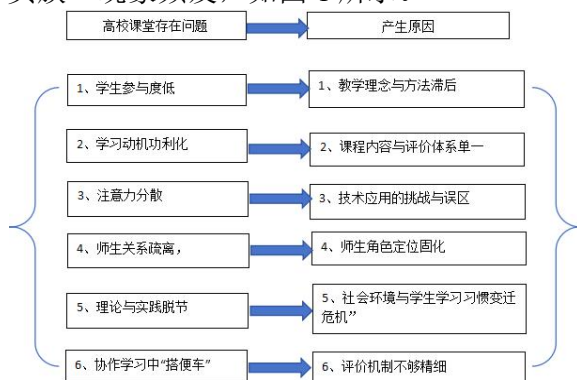 高校课堂存在问题
产生原因
1、学生参与度低
1、教学理念与方法滞后
2、学习动机功利化
2、课程内容与评价体系单一
3、注意力分散
3、技术应用的挑战与误区
4、师生关系疏离，
4、师生角色定位固化
5、理论与实践脱节
5、社会环境与学生学习习惯变迁
危机”
6、协作学习中“搭便车”
6、评价机制不够精细